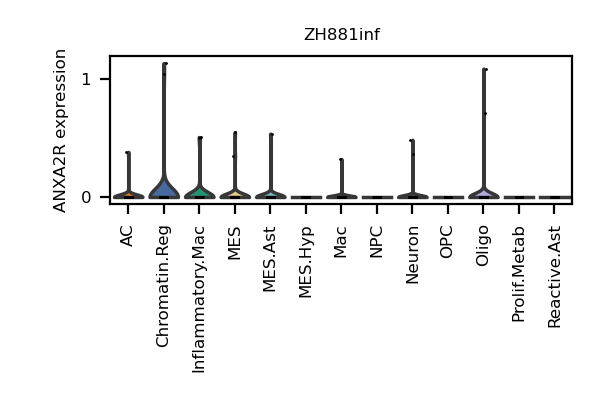 ZH881inf
ANXA2R expression
1
0
AC
Chromatin.Reg
Inflammatory.Mac
MES
MES.Ast
MES.Hyp
Mac
NPC
Neuron
OPC
Oligo
Prolif.Metab
Reactive.Ast